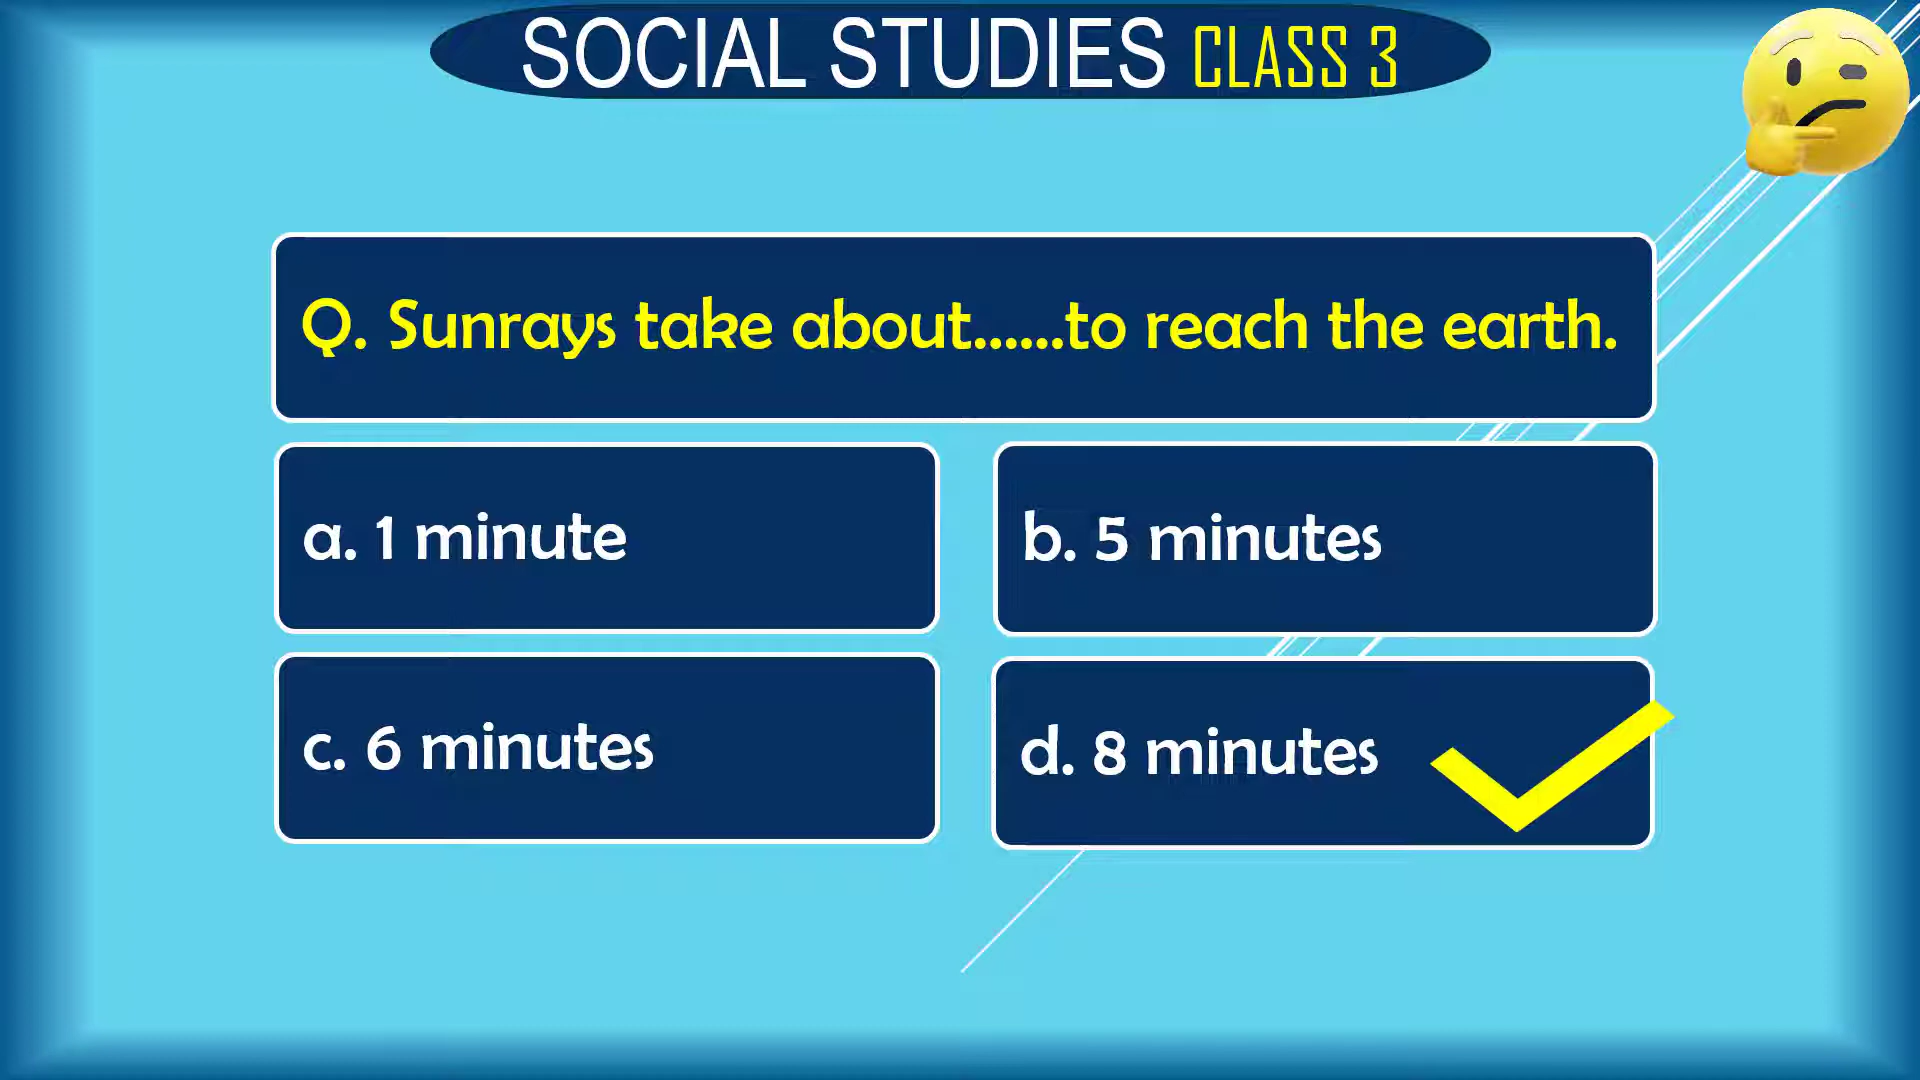 SOCIAL STUDIES CLASS 3
Q. Sunrays take about......to reach the earth.
a. 1 minute
b. 5 minutes
c. 6 minutes
d. 8 minutes